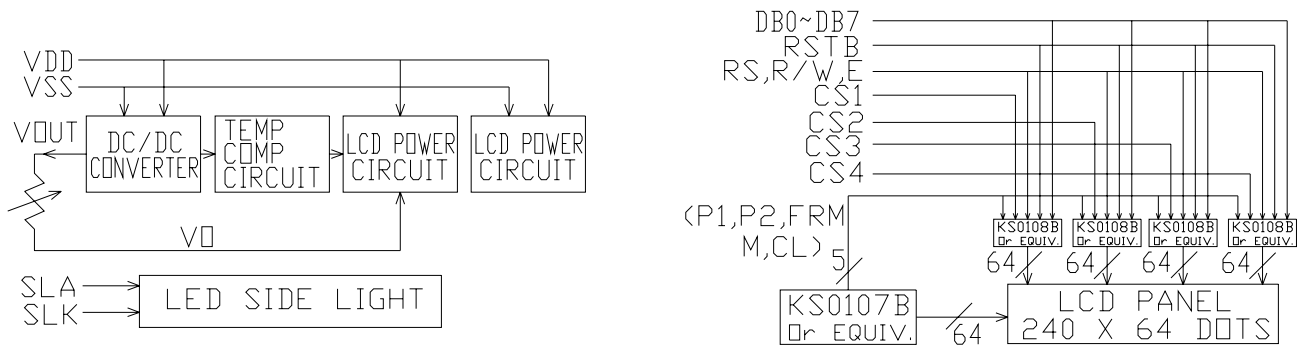 VDD
VSS
VOUT
DC/DC
CONVERTER
TEMP
COMP
CIRCUIT
LCD POWER
CIRCUIT
LCD POWER
CIRCUIT
VO
SLA
SLK
LED SIDE LIGHT
DB0~DB7
RSTB
RS,R/W,E
CS1
CS2
CS3
CS4
(P1,P2,FRM
M,CL)
5
KS0108B
Or EQUIV.
KS0108B
Or EQUIV.
KS0108B
Or EQUIV.
KS0108B
Or EQUIV.
64
64
64
64
KS0107B
Or EQUIV.
64
LCD PANEL
240 X 64 DOTS